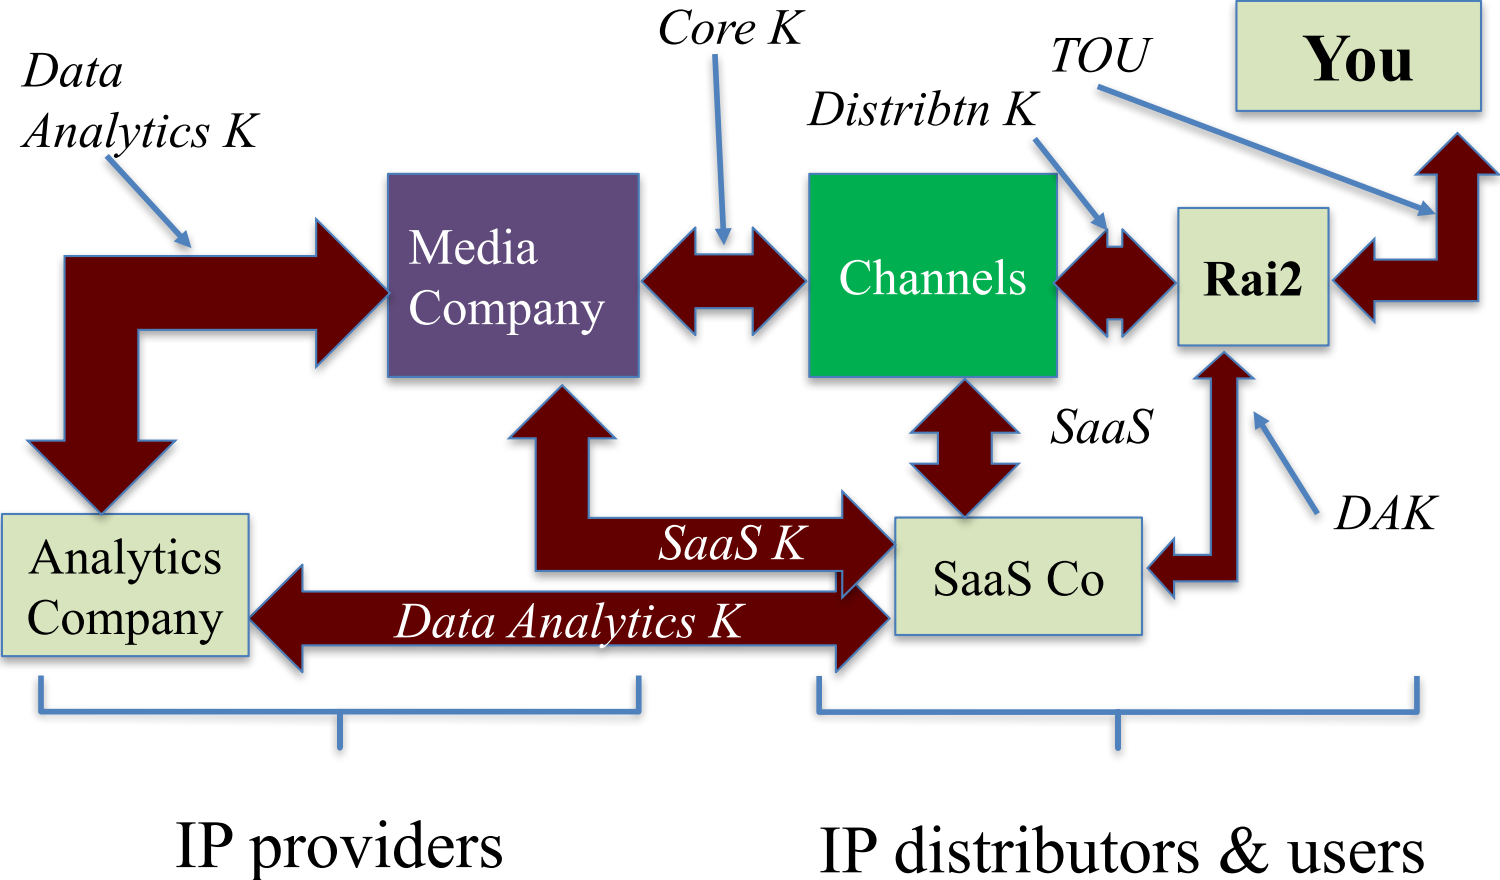 Core K
TOU
You
Data
Analytics K
Distribtn K
Media
Company
Channels
Rai2
SaaS
DAK
SaaS K
Analytics
Company
SaaS Co
Data Analytics K
IP providers
IP distributors & users